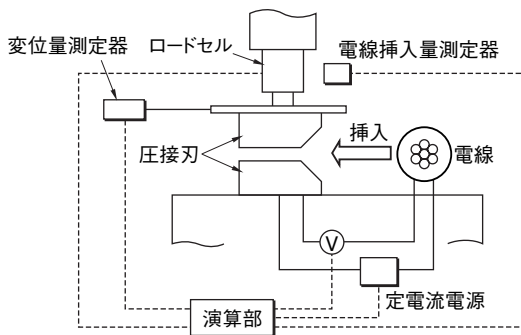 ロードセル
電線挿入量測定器
変位量測定器
挿入
圧接刃
電線
V
定電流電源
演算部